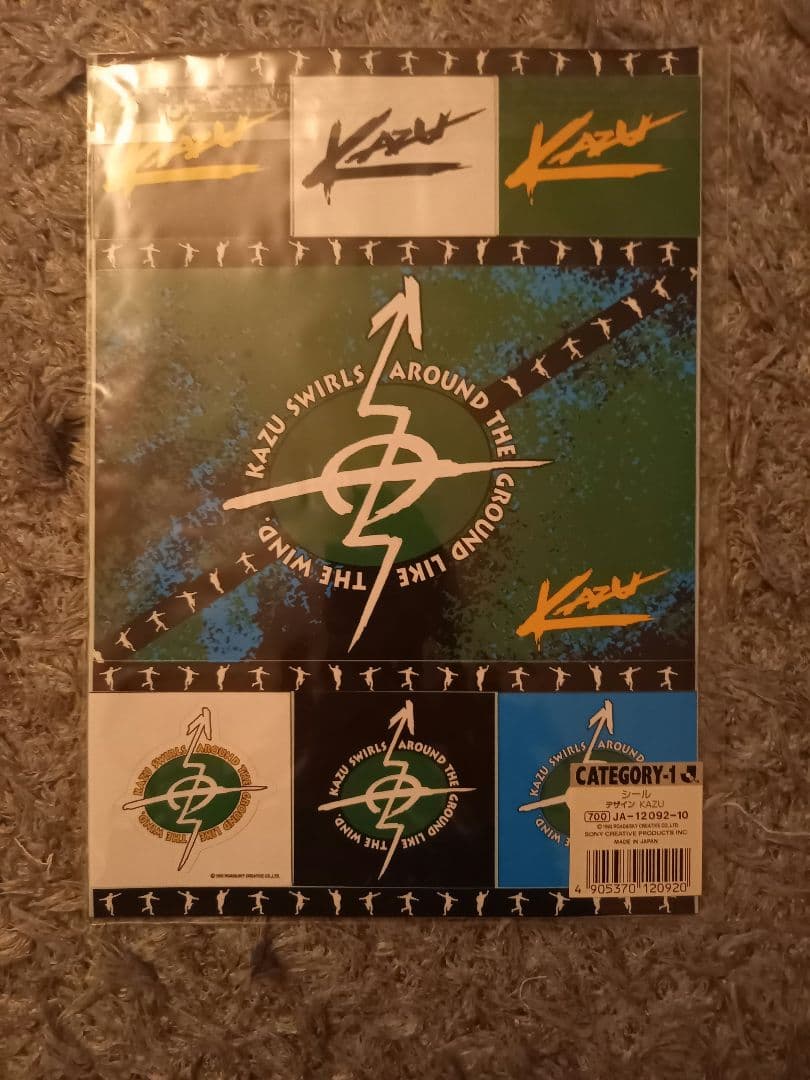 KAZU
KAZU
KAZU
KAZU SWIRLS AROUND THE GROUND LIKE THE WIND.
KAZU
KAZU SWIRLS AROUND THE GROUND LIKE THE WIND.
KAZU SWIRLS AROUND THE GROUND LIKE THE WIND.
KAZU SWIRLS AROUND
THE WIND.
CATEGORY-1 J.
シール
デザイン KAZU
700 JA-12092-10
SONY CREATIVE PRODUCTS INC.
MADE IN JAPAN
4 905370 120920